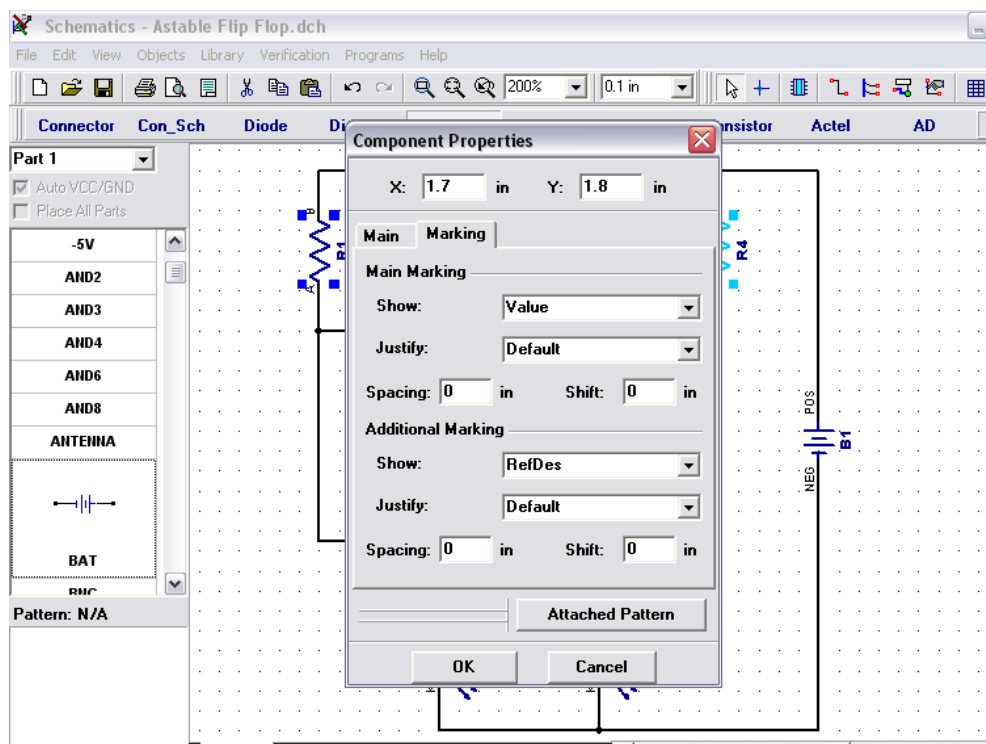 Schematics - Astable Flip Flop.dch
File Edit View Objects Library Verification Programs Help
200% 0.1 in
Connector Con_Sch Diode Di ansistor Actel AD
Part 1
Auto VCC/GND
Place All Parts
-5V
AND2
AND3
AND4
AND6
AND8
ANTENNA
BAT
BNC
Pattern: N/A
Component Properties
X: 1.7 in Y: 1.8 in
Main Marking
Main Marking
Show: Value
Justify: Default
Spacing: 0 in Shift: 0 in
Additional Marking
Show: RefDes
Justify: Default
Spacing: 0 in Shift: 0 in
Attached Pattern
OK Cancel
B
R1
A
R4
POS
B1
NEG